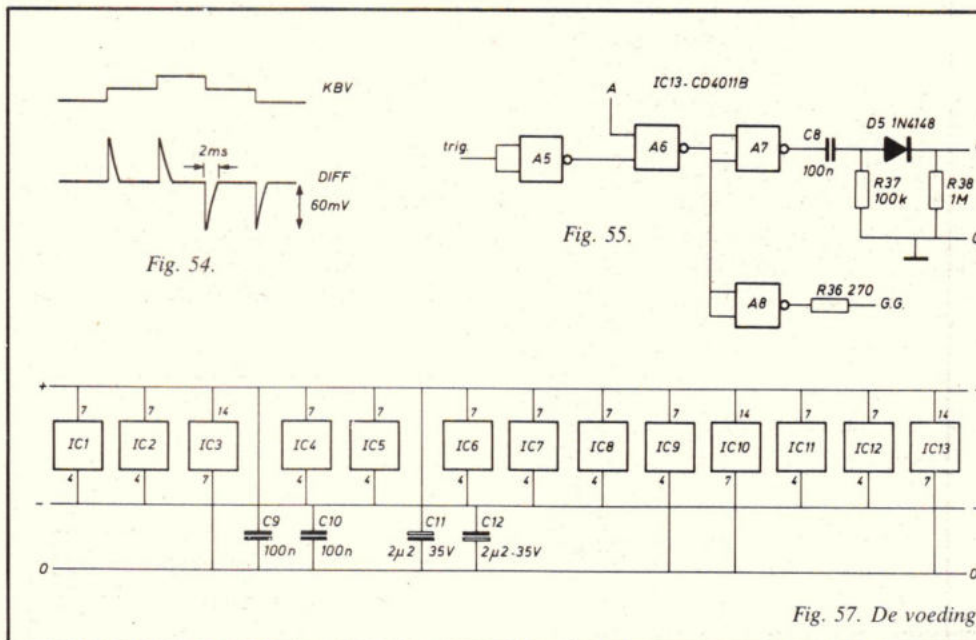 KBV
2ms
DIFF
60mV
Fig. 54.
IC13-CD4011B
A
trig.
A5
A6
A7
C8
100n
D5 1N4148
R37
100k
R38
1M
A8
R36 270
G.G.
Fig. 55.
+
7 7 14 7 7 7 7 7 7 14 7 7 14
IC1 IC2 IC3 IC4 IC5 IC6 IC7 IC8 IC9 IC10 IC11 IC12 IC13
4 4 7 4 4 4 4 4 4 7 4 4 7
-
C9
100n
C10
100n
C11
2µ2 35V
C12
2µ2-35V
0
Fig. 57. De voeding